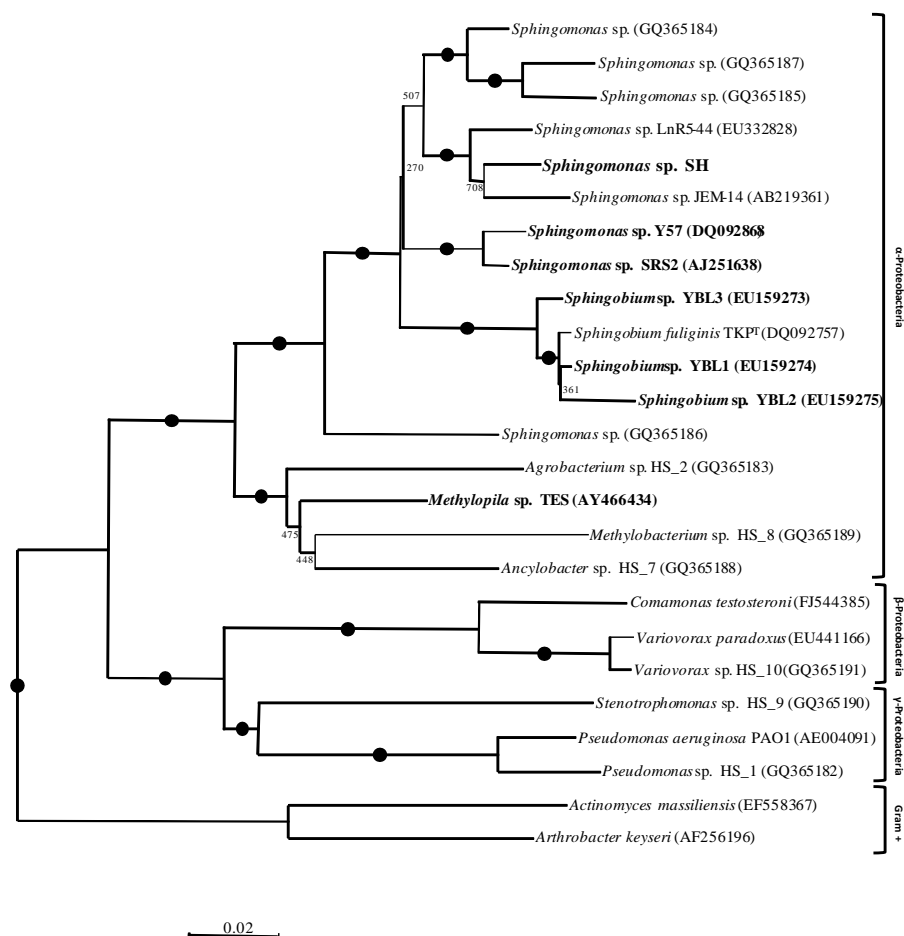 Sphingomonas sp. (GQ365184)
Sphingomonas sp. (GQ365187)
507
Sphingomonas sp. (GQ365185)
Sphingomonas sp. LnR5-44 (EU332828)
270
Sphingomonas sp. SH
708
Sphingomonas sp. JEM-14 (AB219361)
Sphingomonas sp. Y57 (DQ092868)
Sphingomonas sp. SRS2 (AJ251638)
α-Proteobacteria
Sphingobium sp. YBL3 (EU159273)
Sphingobium fuliginis TKPᵀ (DQ092757)
Sphingobium sp. YBL1 (EU159274)
361
Sphingobium sp. YBL2 (EU159275)
Sphingomonas sp. (GQ365186)
Agrobacterium sp. HS_2 (GQ365183)
Methylopila sp. TES (AY466434)
475
Methylobacterium sp. HS_8 (GQ365189)
448
Ancylobacter sp. HS_7 (GQ365188)
Comamonas testosteroni (FJ544385)
β-Proteobacteria
Variovorax paradoxus (EU441166)
Variovorax sp. HS_10 (GQ365191)
Stenotrophomonas sp. HS_9 (GQ365190)
γ-Proteobacteria
Pseudomonas aeruginosa PAO1 (AE004091)
Pseudomonas sp. HS_1 (GQ365182)
Actinomyces massiliensis (EF558367)
Gram +
Arthrobacter keyseri (AF256196)
0.02